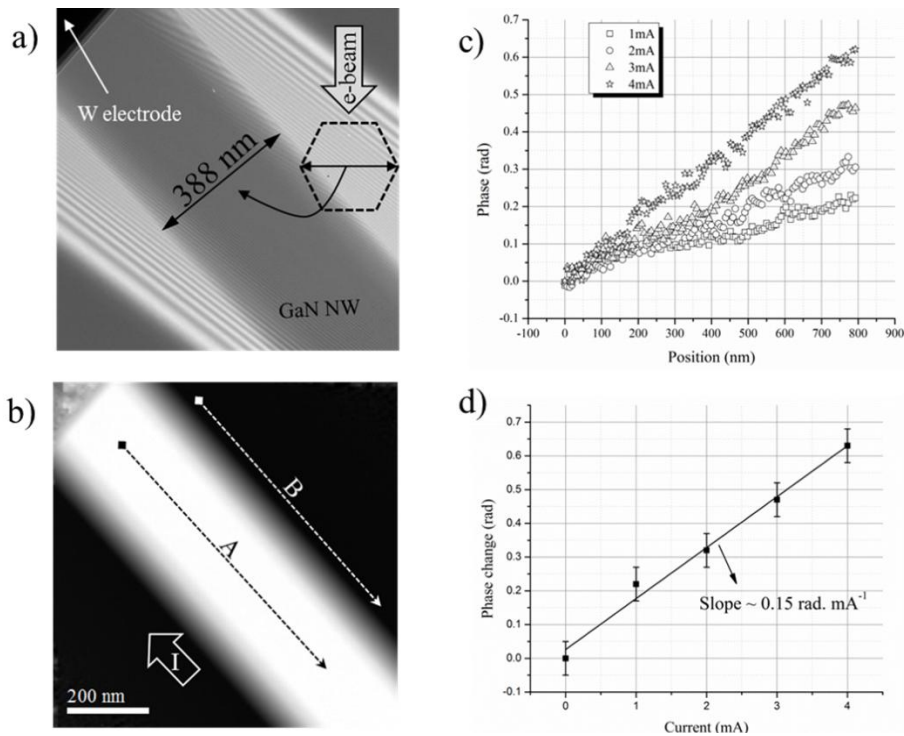 a)
W electrode
e-beam
388 nm
GaN NW
b)
A
B
I
200 nm
c)
1mA
2mA
3mA
4mA
0.7
0.6
0.5
0.4
0.3
0.2
0.1
0.0
-0.1
Phase (rad)
-100 0 100 200 300 400 500 600 700 800 900
Position (nm)
d)
0.7
0.6
0.5
0.4
0.3
0.2
0.1
0.0
-0.1
Phase change (rad)
Slope ~ 0.15 rad. mA⁻¹
0 1 2 3 4
Current (mA)